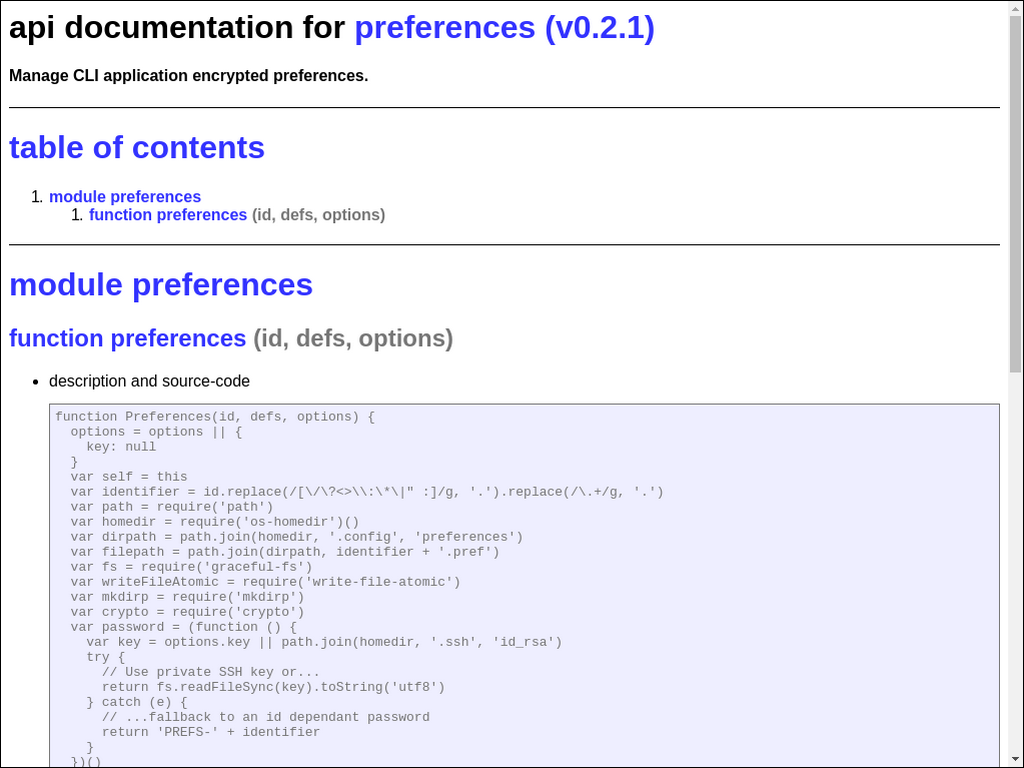 api documentation for preferences (v0.2.1)
Manage CLI application encrypted preferences.
table of contents
1. module preferences
1. function preferences (id, defs, options)
module preferences
function preferences (id, defs, options)
• description and source-code
function Preferences(id, defs, options) {
  options = options || {
    key: null
  }
  var self = this
  var identifier = id.replace(/[\/\?<>\\:\*\|" :]/g, '.').replace(/\.+/g, '.')
  var path = require('path')
  var homedir = require('os-homedir')()
  var dirpath = path.join(homedir, '.config', 'preferences')
  var filepath = path.join(dirpath, identifier + '.pref')
  var fs = require('graceful-fs')
  var writeFileAtomic = require('write-file-atomic')
  var mkdirp = require('mkdirp')
  var crypto = require('crypto')
  var password = (function () {
    var key = options.key || path.join(homedir, '.ssh', 'id_rsa')
    try {
      // Use private SSH key or...
      return fs.readFileSync(key).toString('utf8')
    } catch (e) {
      // ...fallback to an id dependant password
      return 'PREFS-' + identifier
    }
  })()